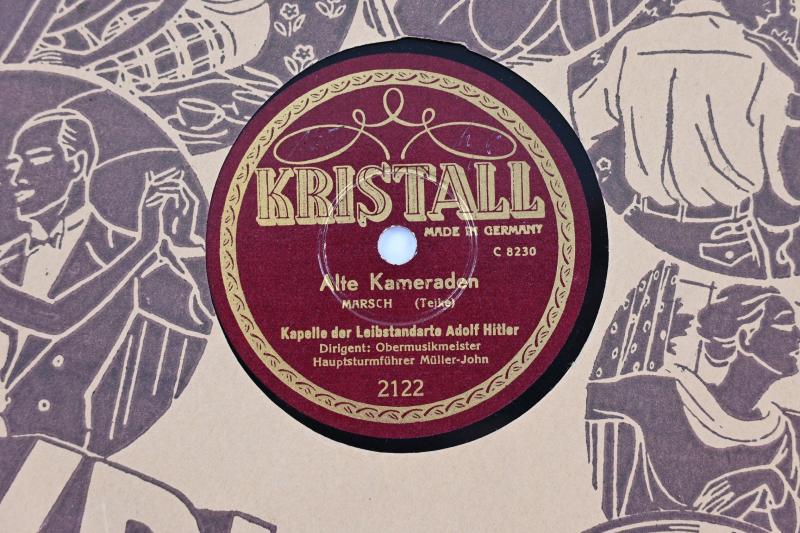 KRISTALL
MADE IN GERMANY
C 8230
Alte Kameraden
MARSCH (Tejke)
Kapelle der Leibstandarte Adolf Hitler
Dirigent: Obermusikmeister
Hauptsturmführer Müller-John
2122